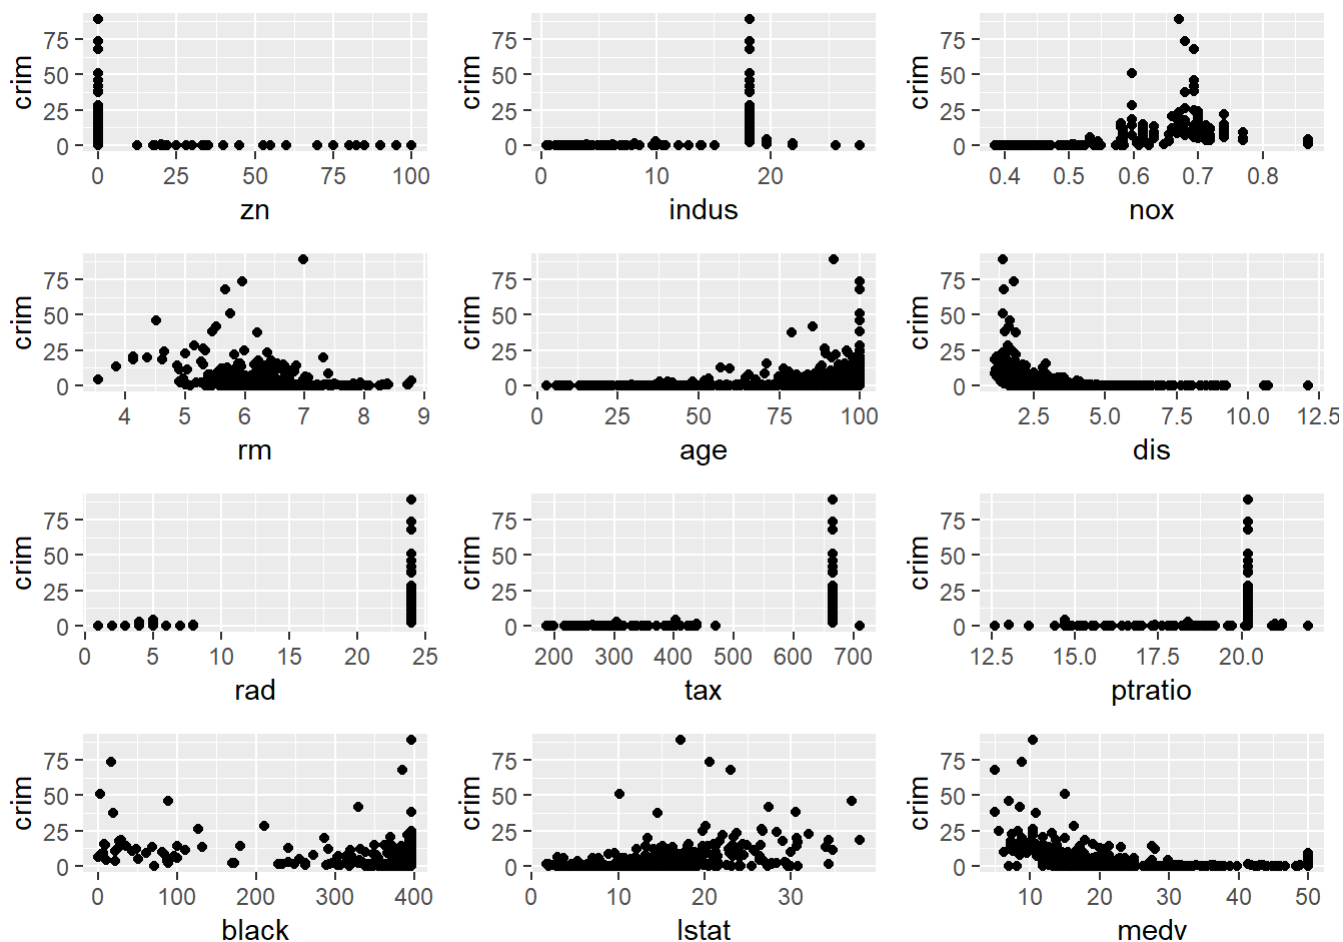 75
50
25
0
crim
0 25 50 75 100
zn
75
50
25
0
crim
0 10 20
indus
75
50
25
0
crim
0.4 0.5 0.6 0.7 0.8
nox
75
50
25
0
crim
4 5 6 7 8 9
rm
75
50
25
0
crim
0 25 50 75 100
age
75
50
25
0
crim
2.5 5.0 7.5 10.0 12.5
dis
75
50
25
0
crim
0 5 10 15 20 25
rad
75
50
25
0
crim
200 300 400 500 600 700
tax
75
50
25
0
crim
12.5 15.0 17.5 20.0
ptratio
75
50
25
0
crim
0 100 200 300 400
black
75
50
25
0
crim
0 10 20 30
lstat
75
50
25
0
crim
10 20 30 40 50
medv